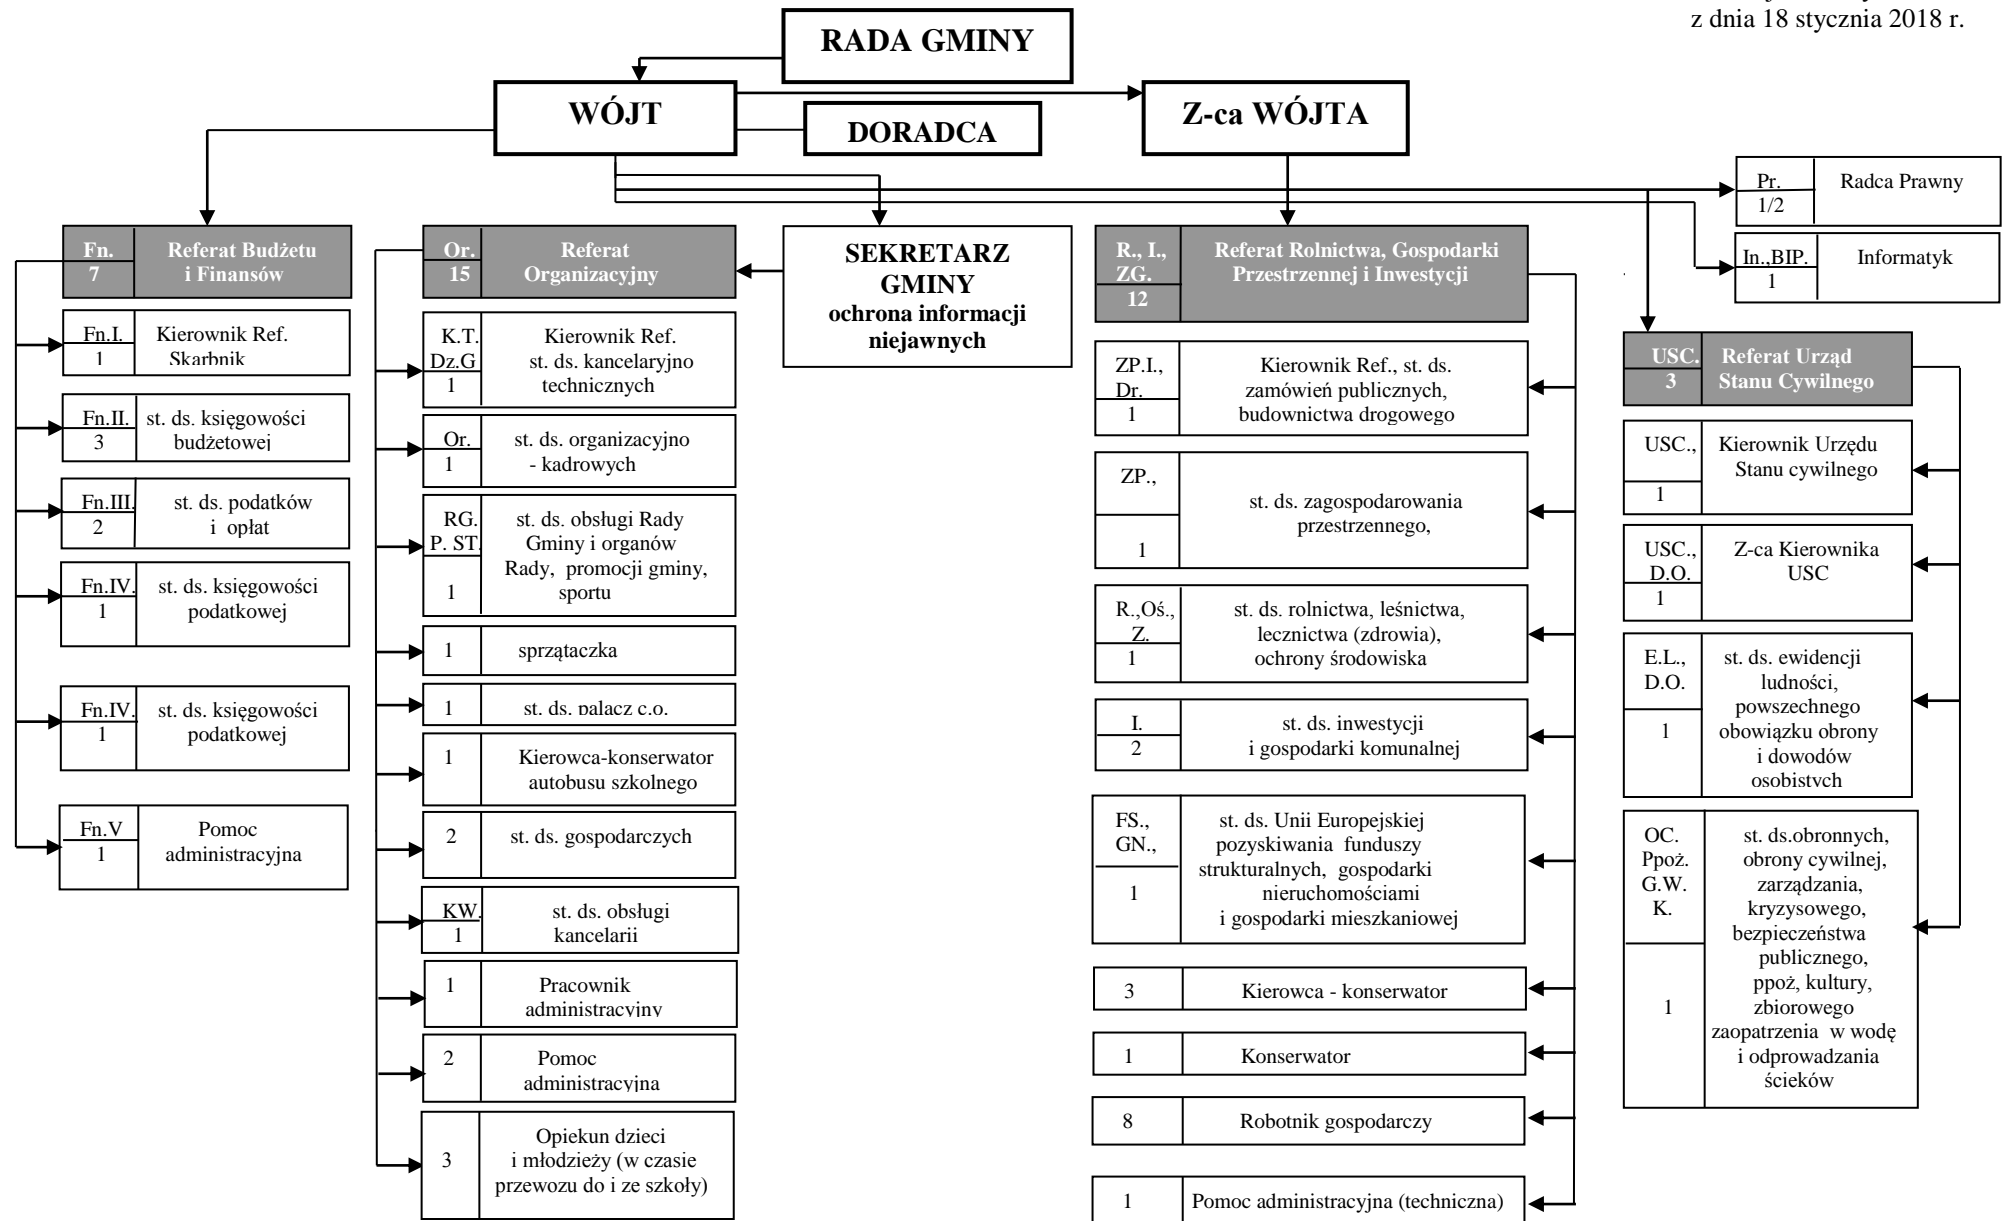 z dnia 18 stycznia 2018 r.
RADA GMINY
WÓJT
DORADCA
Z-ca WÓJTA
Pr.
1/2
Radca Prawny
In.,BIP.
1
Informatyk
Fn.
7
Referat Budżetu
i Finansów
Fn.I.
1
Kierownik Ref.
Skarbnik
Fn.II.
3
st. ds. księgowości
budżetowej
Fn.III.
2
st. ds. podatków
i opłat
Fn.IV.
1
st. ds. księgowości
podatkowej
Fn.IV.
1
st. ds. księgowości
podatkowej
Fn.V
1
Pomoc
administracyjna
Or.
15
Referat
Organizacyjny
K.T.
Dz.G
1
Kierownik Ref.
st. ds. kancelaryjno
technicznych
Or.
1
st. ds. organizacyjno
- kadrowych
RG.
P. ST.
1
st. ds. obsługi Rady
Gminy i organów
Rady, promocji gminy,
sportu
1
sprzątaczka
1
st. ds. palacz c.o.
1
Kierowca-konserwator
autobusu szkolnego
2
st. ds. gospodarczych
KW.
1
st. ds. obsługi
kancelarii
1
Pracownik
administracyjny
2
Pomoc
administracyjna
3
Opiekun dzieci
i młodzieży (w czasie
przewozu do i ze szkoły)
SEKRETARZ
GMINY
ochrona informacji
niejawnych
R., I.,
ZG.
12
Referat Rolnictwa, Gospodarki
Przestrzennej i Inwestycji
ZP.I.,
Dr.
1
Kierownik Ref., st. ds.
zamówień publicznych,
budownictwa drogowego
ZP.,
1
st. ds. zagospodarowania
przestrzennego,
R.,Oś.,
Z.
1
st. ds. rolnictwa, leśnictwa,
lecznictwa (zdrowia),
ochrony środowiska
I.
2
st. ds. inwestycji
i gospodarki komunalnej
FS.,
GN.,
1
st. ds. Unii Europejskiej
pozyskiwania funduszy
strukturalnych, gospodarki
nieruchomościami
i gospodarki mieszkaniowej
3
Kierowca - konserwator
1
Konserwator
8
Robotnik gospodarczy
1
Pomoc administracyjna (techniczna)
USC.
3
Referat Urząd
Stanu Cywilnego
USC.,
1
Kierownik Urzędu
Stanu cywilnego
USC.,
D.O.
1
Z-ca Kierownika
USC
E.L.,
D.O.
1
st. ds. ewidencji
ludności,
powszechnego
obowiązku obrony
i dowodów
osobistych
OC.
Ppoż.
G.W.
K.
1
st. ds.obronnych,
obrony cywilnej,
zarządzania,
kryzysowego,
bezpieczeństwa
publicznego,
ppoż, kultury,
zbiorowego
zaopatrzenia w wodę
i odprowadzania
ścieków